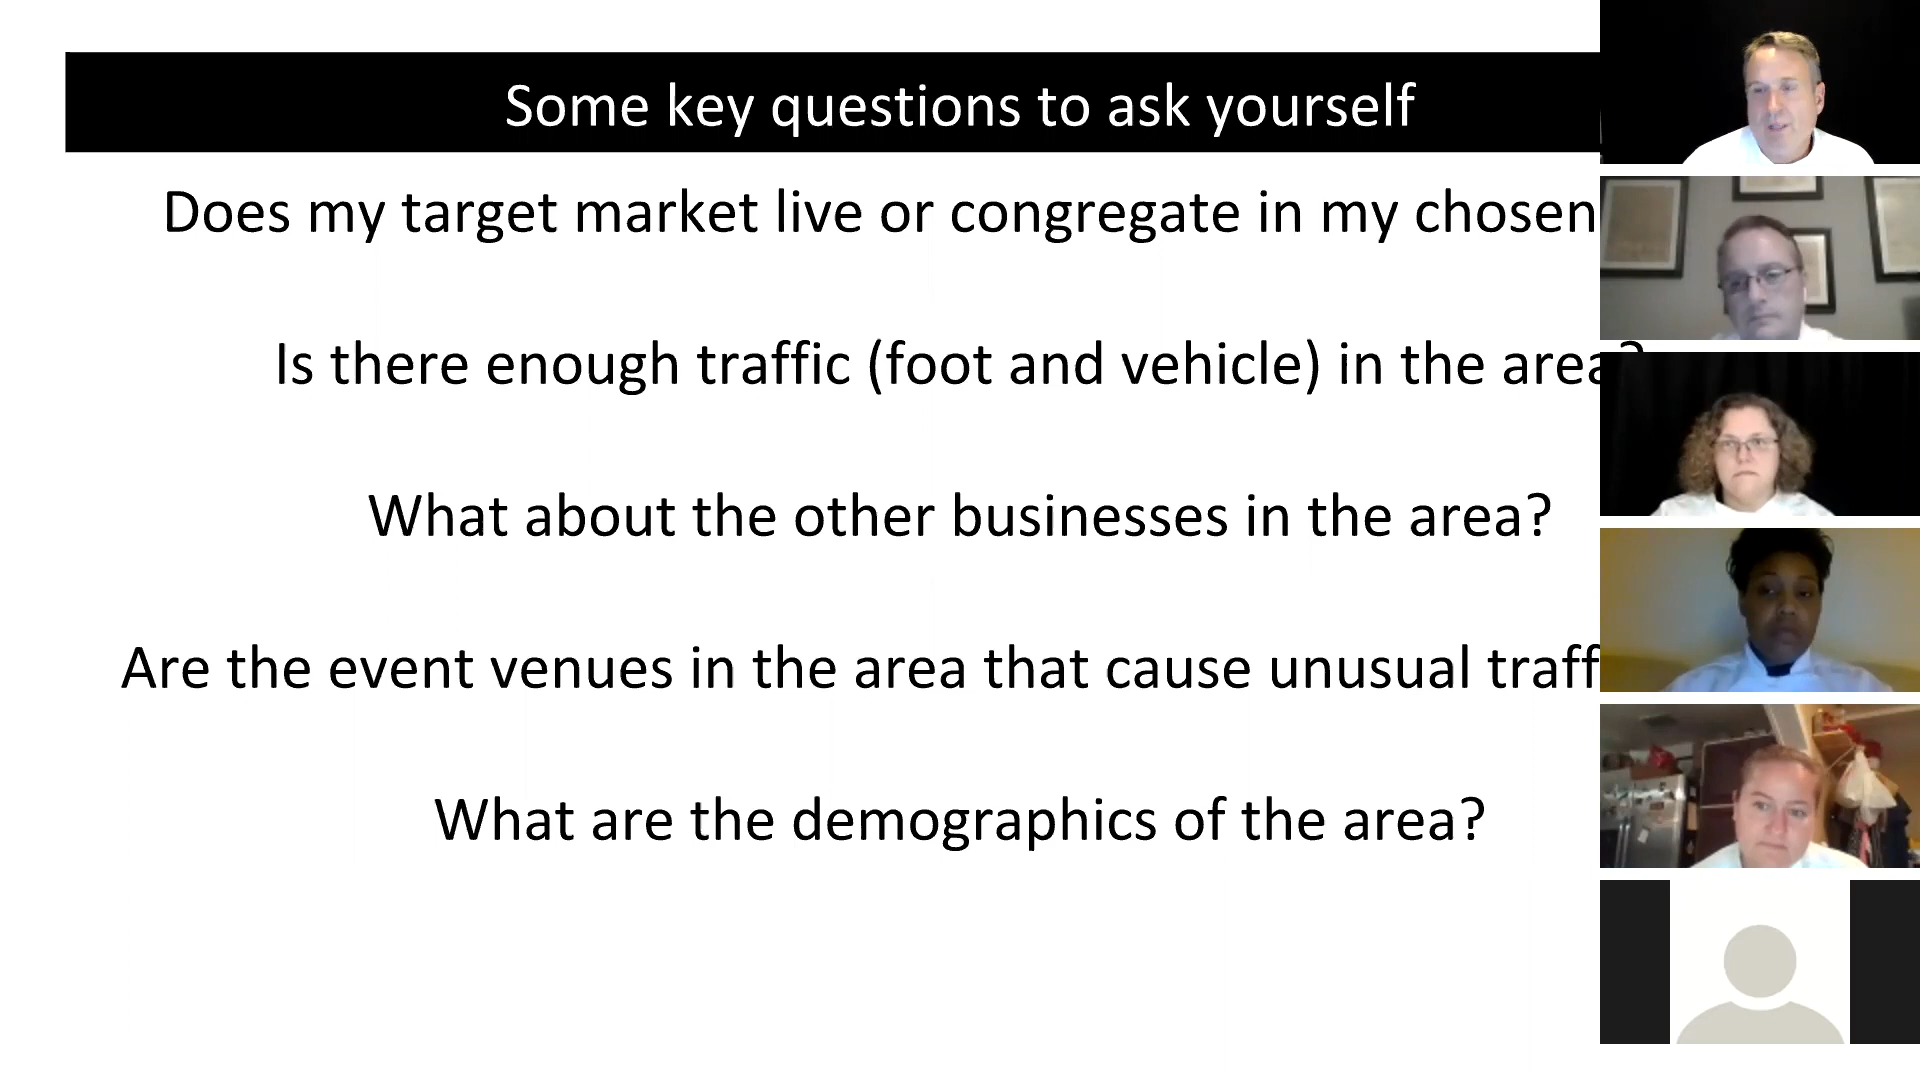 Some key questions to ask yourself
Does my target market live or congregate in my chosen
Is there enough traffic (foot and vehicle) in the area?
What about the other businesses in the area?
Are the event venues in the area that cause unusual traff
What are the demographics of the area?